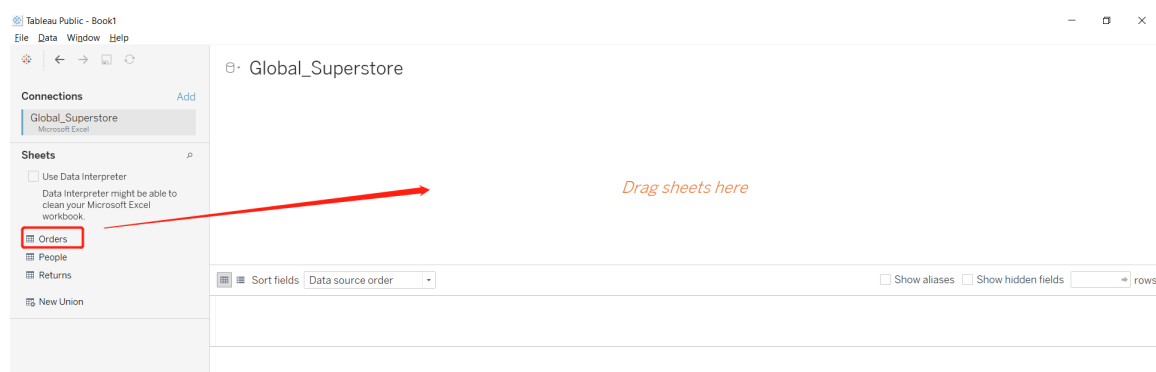 Tableau Public - Book1
File Data Window Help
Global_Superstore
Connections Add
Global_Superstore
Microsoft Excel
Sheets
Use Data Interpreter
Data Interpreter might be able to
clean your Microsoft Excel
workbook.
Drag sheets here
Orders
People
Returns
Sort fields Data source order Show aliases Show hidden fields rows
New Union